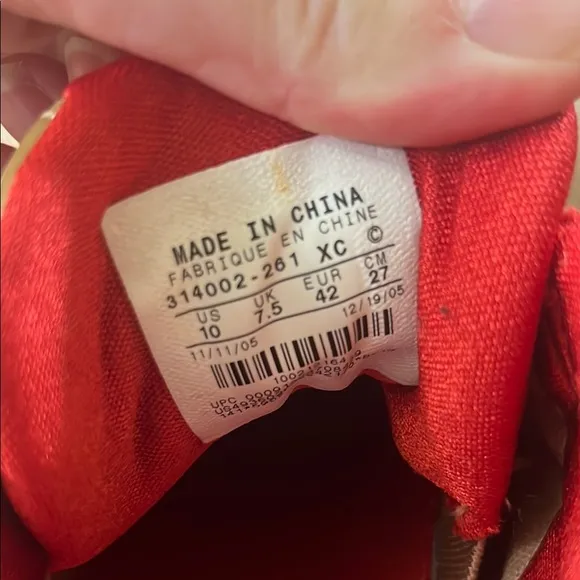 MADE IN CHINA
FABRIQUE EN CHINE
314002-261 XC ©
US UK EUR CM
10 7.5 42 27
11/11/05 12/19/05
UPC